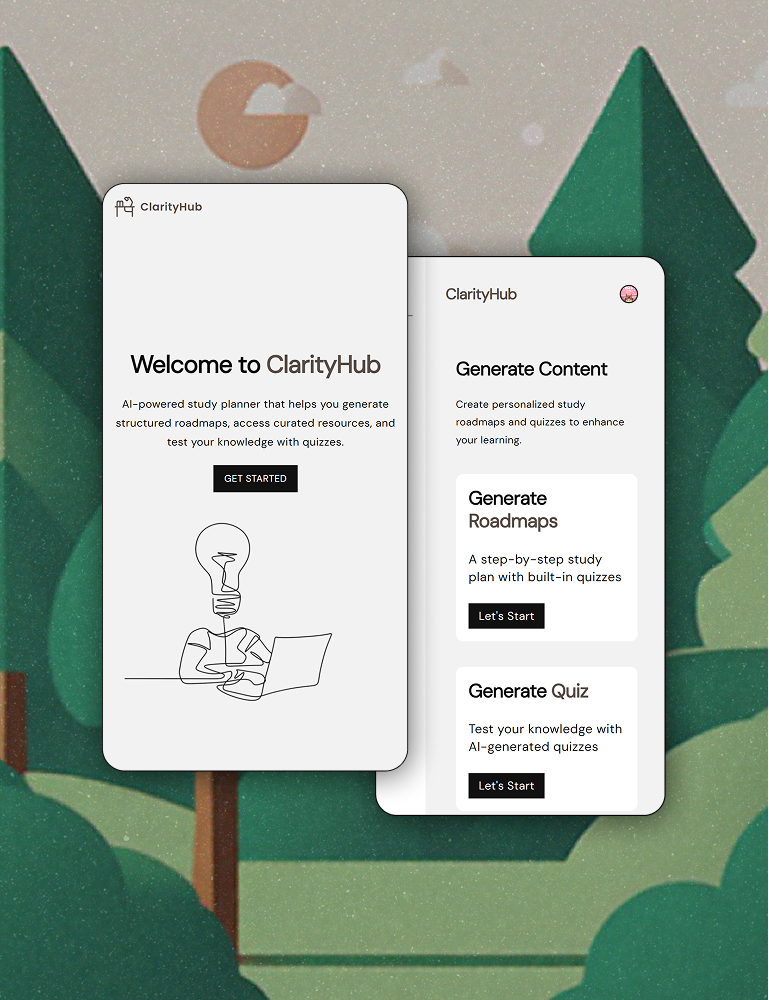 ClarityHub
Welcome to ClarityHub
AI-powered study planner that helps you generate
structured roadmaps, access curated resources, and
test your knowledge with quizzes.
GET STARTED
ClarityHub
Generate Content
Create personalized study
roadmaps and quizzes to enhance
your learning.
Generate
Roadmaps
A step-by-step study
plan with built-in quizzes
Let's Start
Generate Quiz
Test your knowledge with
AI-generated quizzes
Let's Start